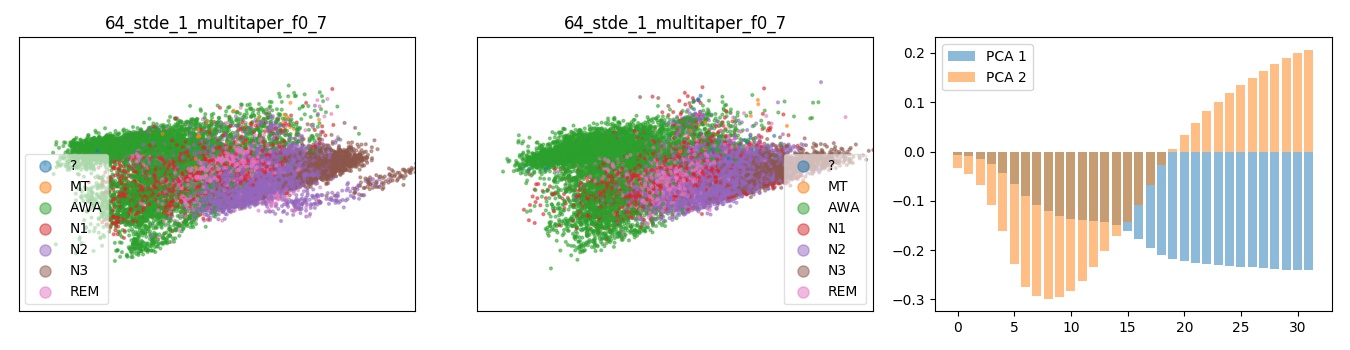 64_stde_1_multitaper_f0_7
?
MT
AWA
N1
N2
N3
REM
64_stde_1_multitaper_f0_7
?
MT
AWA
N1
N2
N3
REM
PCA 1
PCA 2
0.2
0.1
0.0
−0.1
−0.2
−0.3
0 5 10 15 20 25 30